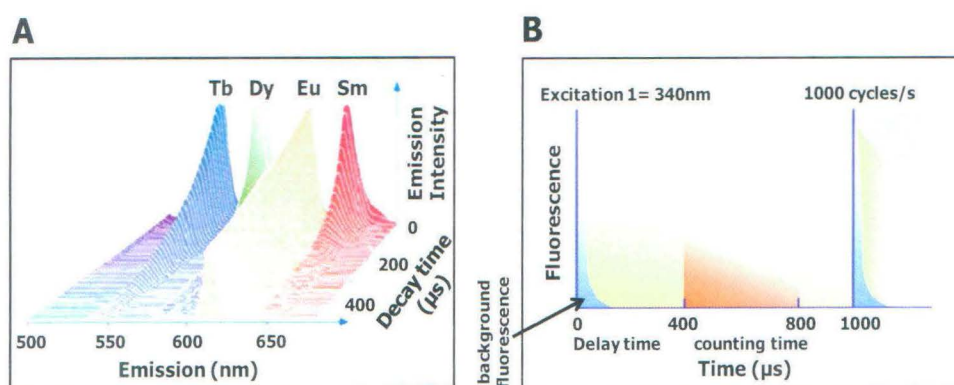 A
Tb Dy Eu Sm
Emission
Intensity
0
200
400
Decay time
(µs)
500 550 600 650
Emission (nm)
B
Excitation 1= 340nm 1000 cycles/s
Fluorescence
background
fluorescence
0 400 800 1000
Delay time counting time
Time (µs)